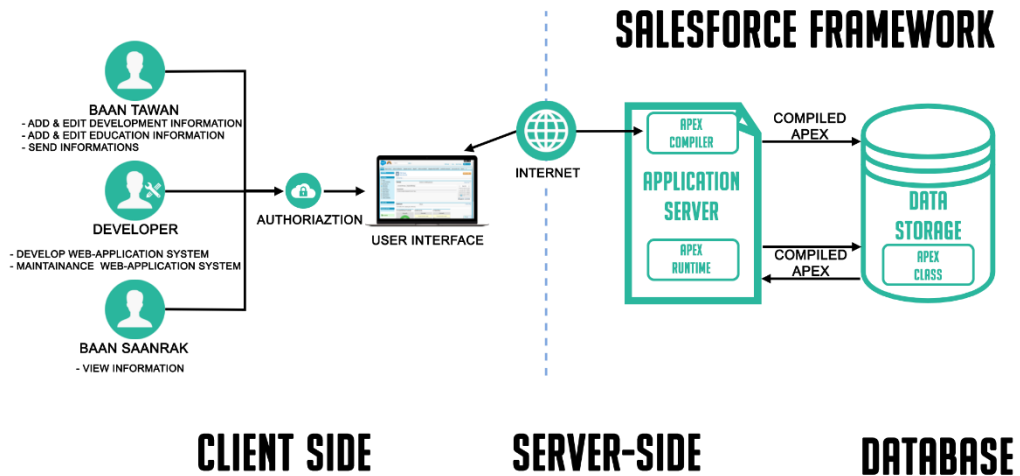 SALESFORCE FRAMEWORK
BAAN TAWAN
- ADD & EDIT DEVELOPMENT INFORMATION
- ADD & EDIT EDUCATION INFORMATION
- SEND INFORMATIONS
DEVELOPER
- DEVELOP WEB-APPLICATION SYSTEM
- MAINTAINANCE WEB-APPLICATION SYSTEM
BAAN SAANRAK
- VIEW INFORMATION
AUTHORIAZTION
USER INTERFACE
INTERNET
APEX
COMPILER
APPLICATION
SERVER
APEX
RUNTIME
COMPILED
APEX
COMPILED
APEX
DATA
STORAGE
APEX
CLASS
CLIENT SIDE
SERVER-SIDE
DATABASE